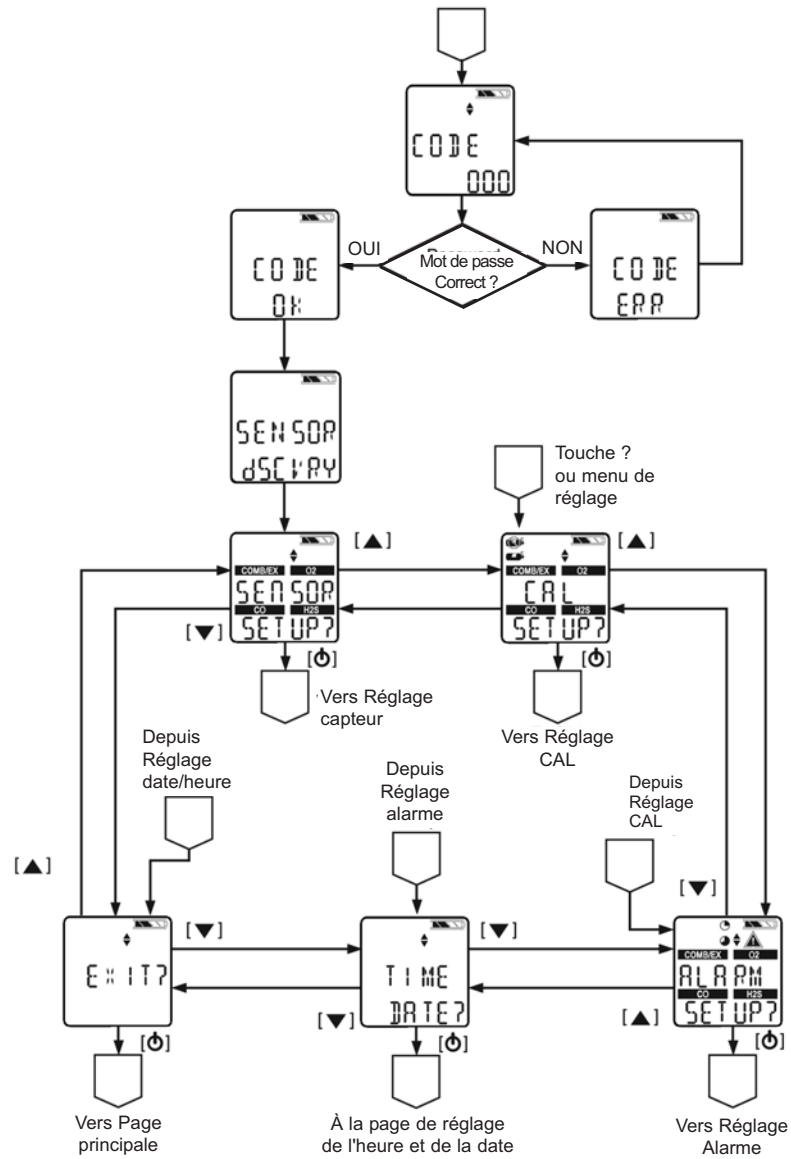 CODE
000
OUI
Mot de passe
Correct ?
NON
CODE
OK
CODE
ERR
SENSOR
dSCVRY
Touche ?
ou menu de
réglage
COMB/EX O2
SENSOR
CO H2S
SETUP?
[▲]
COMB/EX O2
CAL
CO H2S
SETUP?
[▲]
[▼]
[⏻]
[⏻]
Vers Réglage
capteur
Vers Réglage
CAL
Depuis
Réglage
date/heure
Depuis
Réglage
alarme
Depuis
Réglage
CAL
[▲]
[▼]
EXIT?
[▼]
TIME
DATE?
[▼]
COMB/EX O2
ALARM
CO H2S
SETUP?
[▼]
[▲]
[⏻]
[⏻]
[⏻]
Vers Page
principale
À la page de réglage
de l'heure et de la date
Vers Réglage
Alarme